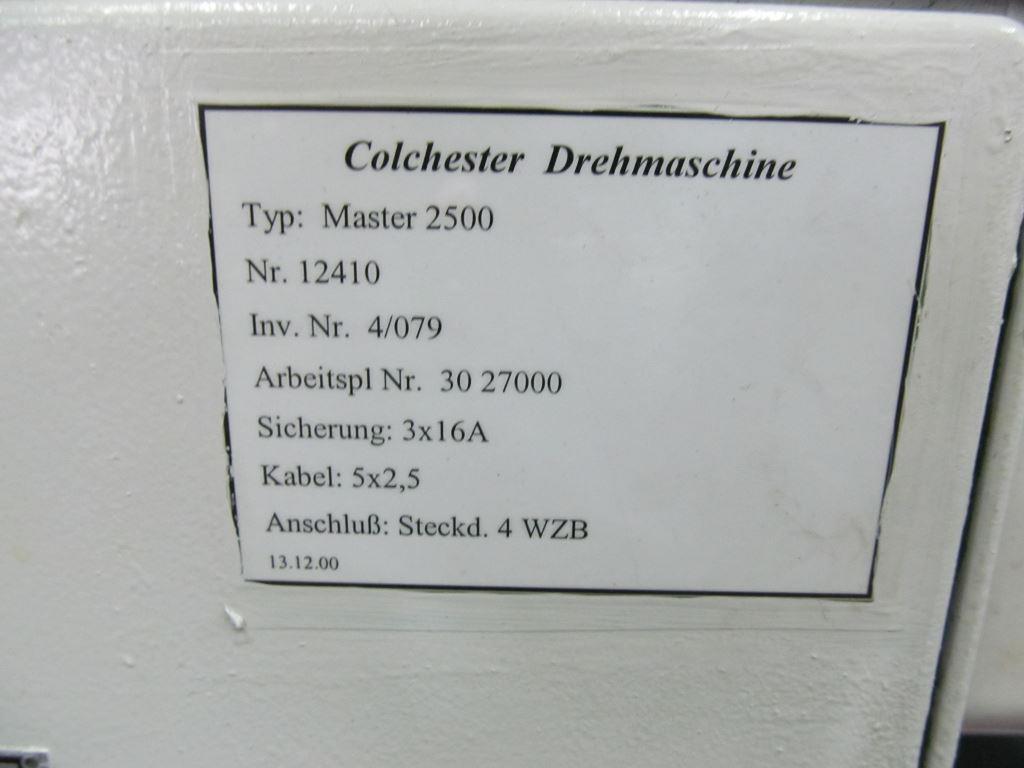 Colchester Drehmaschine
Typ: Master 2500
Nr. 12410
Inv. Nr. 4/079
Arbeitspl Nr. 30 27000
Sicherung: 3x16A
Kabel: 5x2,5
Anschluß: Steckd. 4 WZB
13.12.00